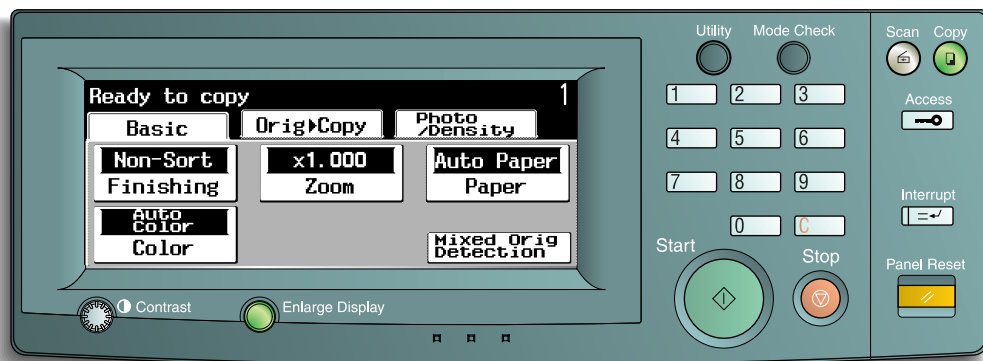 Utility Mode Check
Scan Copy
Ready to copy 1
1 2 3
Access
Basic Orig▶Copy Photo
/Density
4 5 6
Non-Sort x1.000 Auto Paper
Finishing Zoom Paper
7 8 9
Interrupt
Auto
Color
Color
Mixed Orig
Detection
0 C
Start Stop
Panel Reset
Contrast Enlarge Display